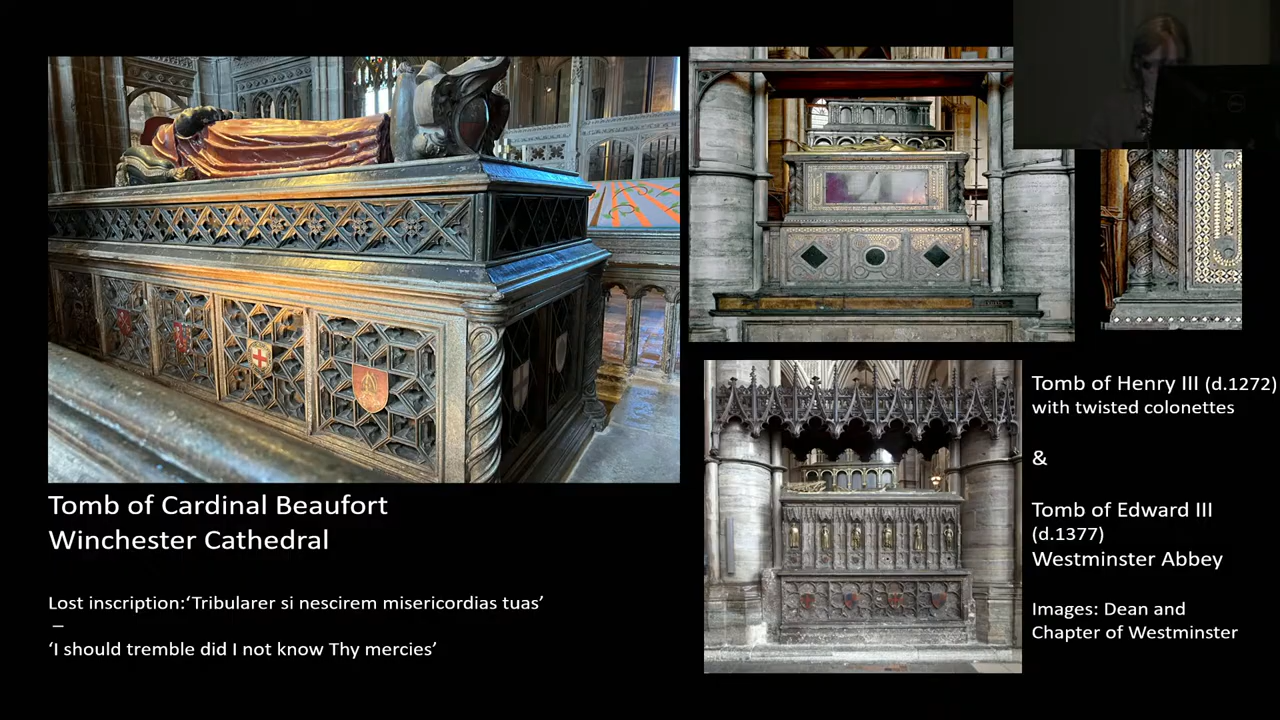 Tomb of Cardinal Beaufort
Winchester Cathedral
Lost inscription:‘Tribularer si nescirem misericordias tuas’
–
‘I should tremble did I not know Thy mercies’
Tomb of Henry III (d.1272)
with twisted colonettes
&
Tomb of Edward III
(d.1377)
Westminster Abbey
Images: Dean and
Chapter of Westminster